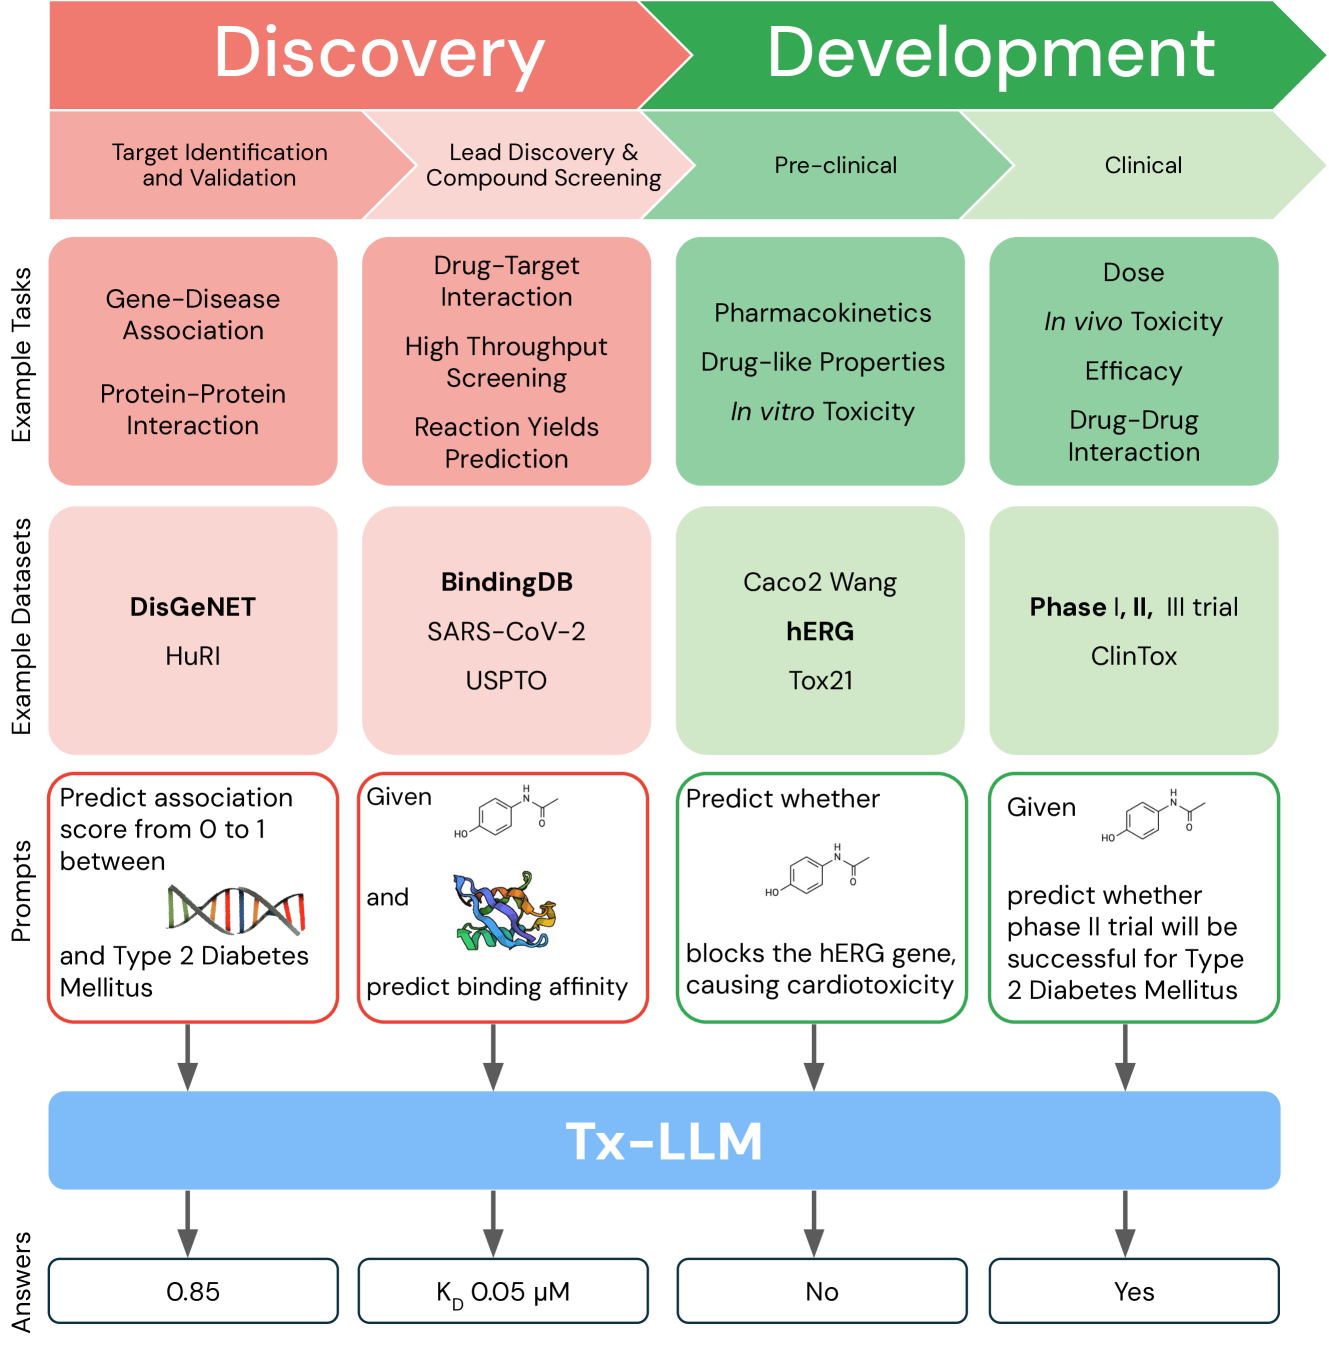 Discovery
Development
Target Identification
and Validation
Lead Discovery &
Compound Screening
Pre-clinical
Clinical
Example Tasks
Gene-Disease
Association
Protein-Protein
Interaction
Drug-Target
Interaction
High Throughput
Screening
Reaction Yields
Prediction
Pharmacokinetics
Drug-like Properties
In vitro Toxicity
Dose
In vivo Toxicity
Efficacy
Drug-Drug
Interaction
Example Datasets
DisGeNET
HuRI
BindingDB
SARS-CoV-2
USPTO
Caco2 Wang
hERG
Tox21
Phase I, II, III trial
ClinTox
Prompts
Predict association
score from 0 to 1
between
and Type 2 Diabetes
Mellitus
Given
H
N
O
HO
and
predict binding affinity
Predict whether
H
N
O
HO
blocks the hERG gene,
causing cardiotoxicity
Given
H
N
O
HO
predict whether
phase II trial will be
successful for Type
2 Diabetes Mellitus
Tx-LLM
Answers
0.85
KD 0.05 μM
No
Yes